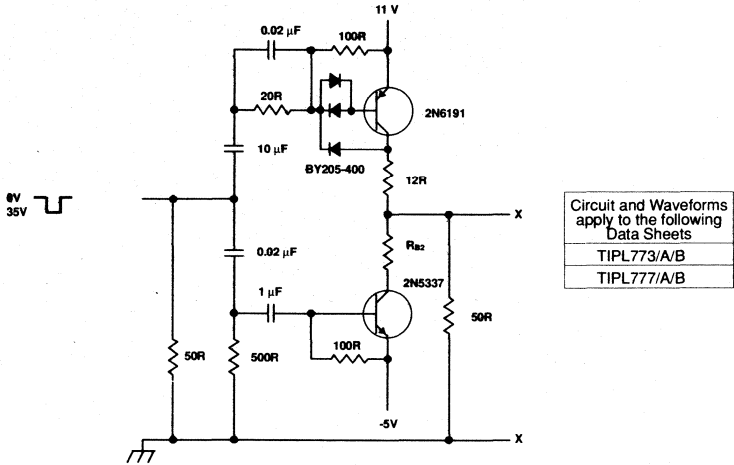 11 V
0.02 µF
100R
20R
2N6191
10 µF
BY205-400
12R
0V
35V
X
Circuit and Waveforms
apply to the following
Data Sheets
TIPL773/A/B
TIPL777/A/B
0.02 µF
RB2
2N5337
1 µF
50R
50R
500R
100R
-5V
X